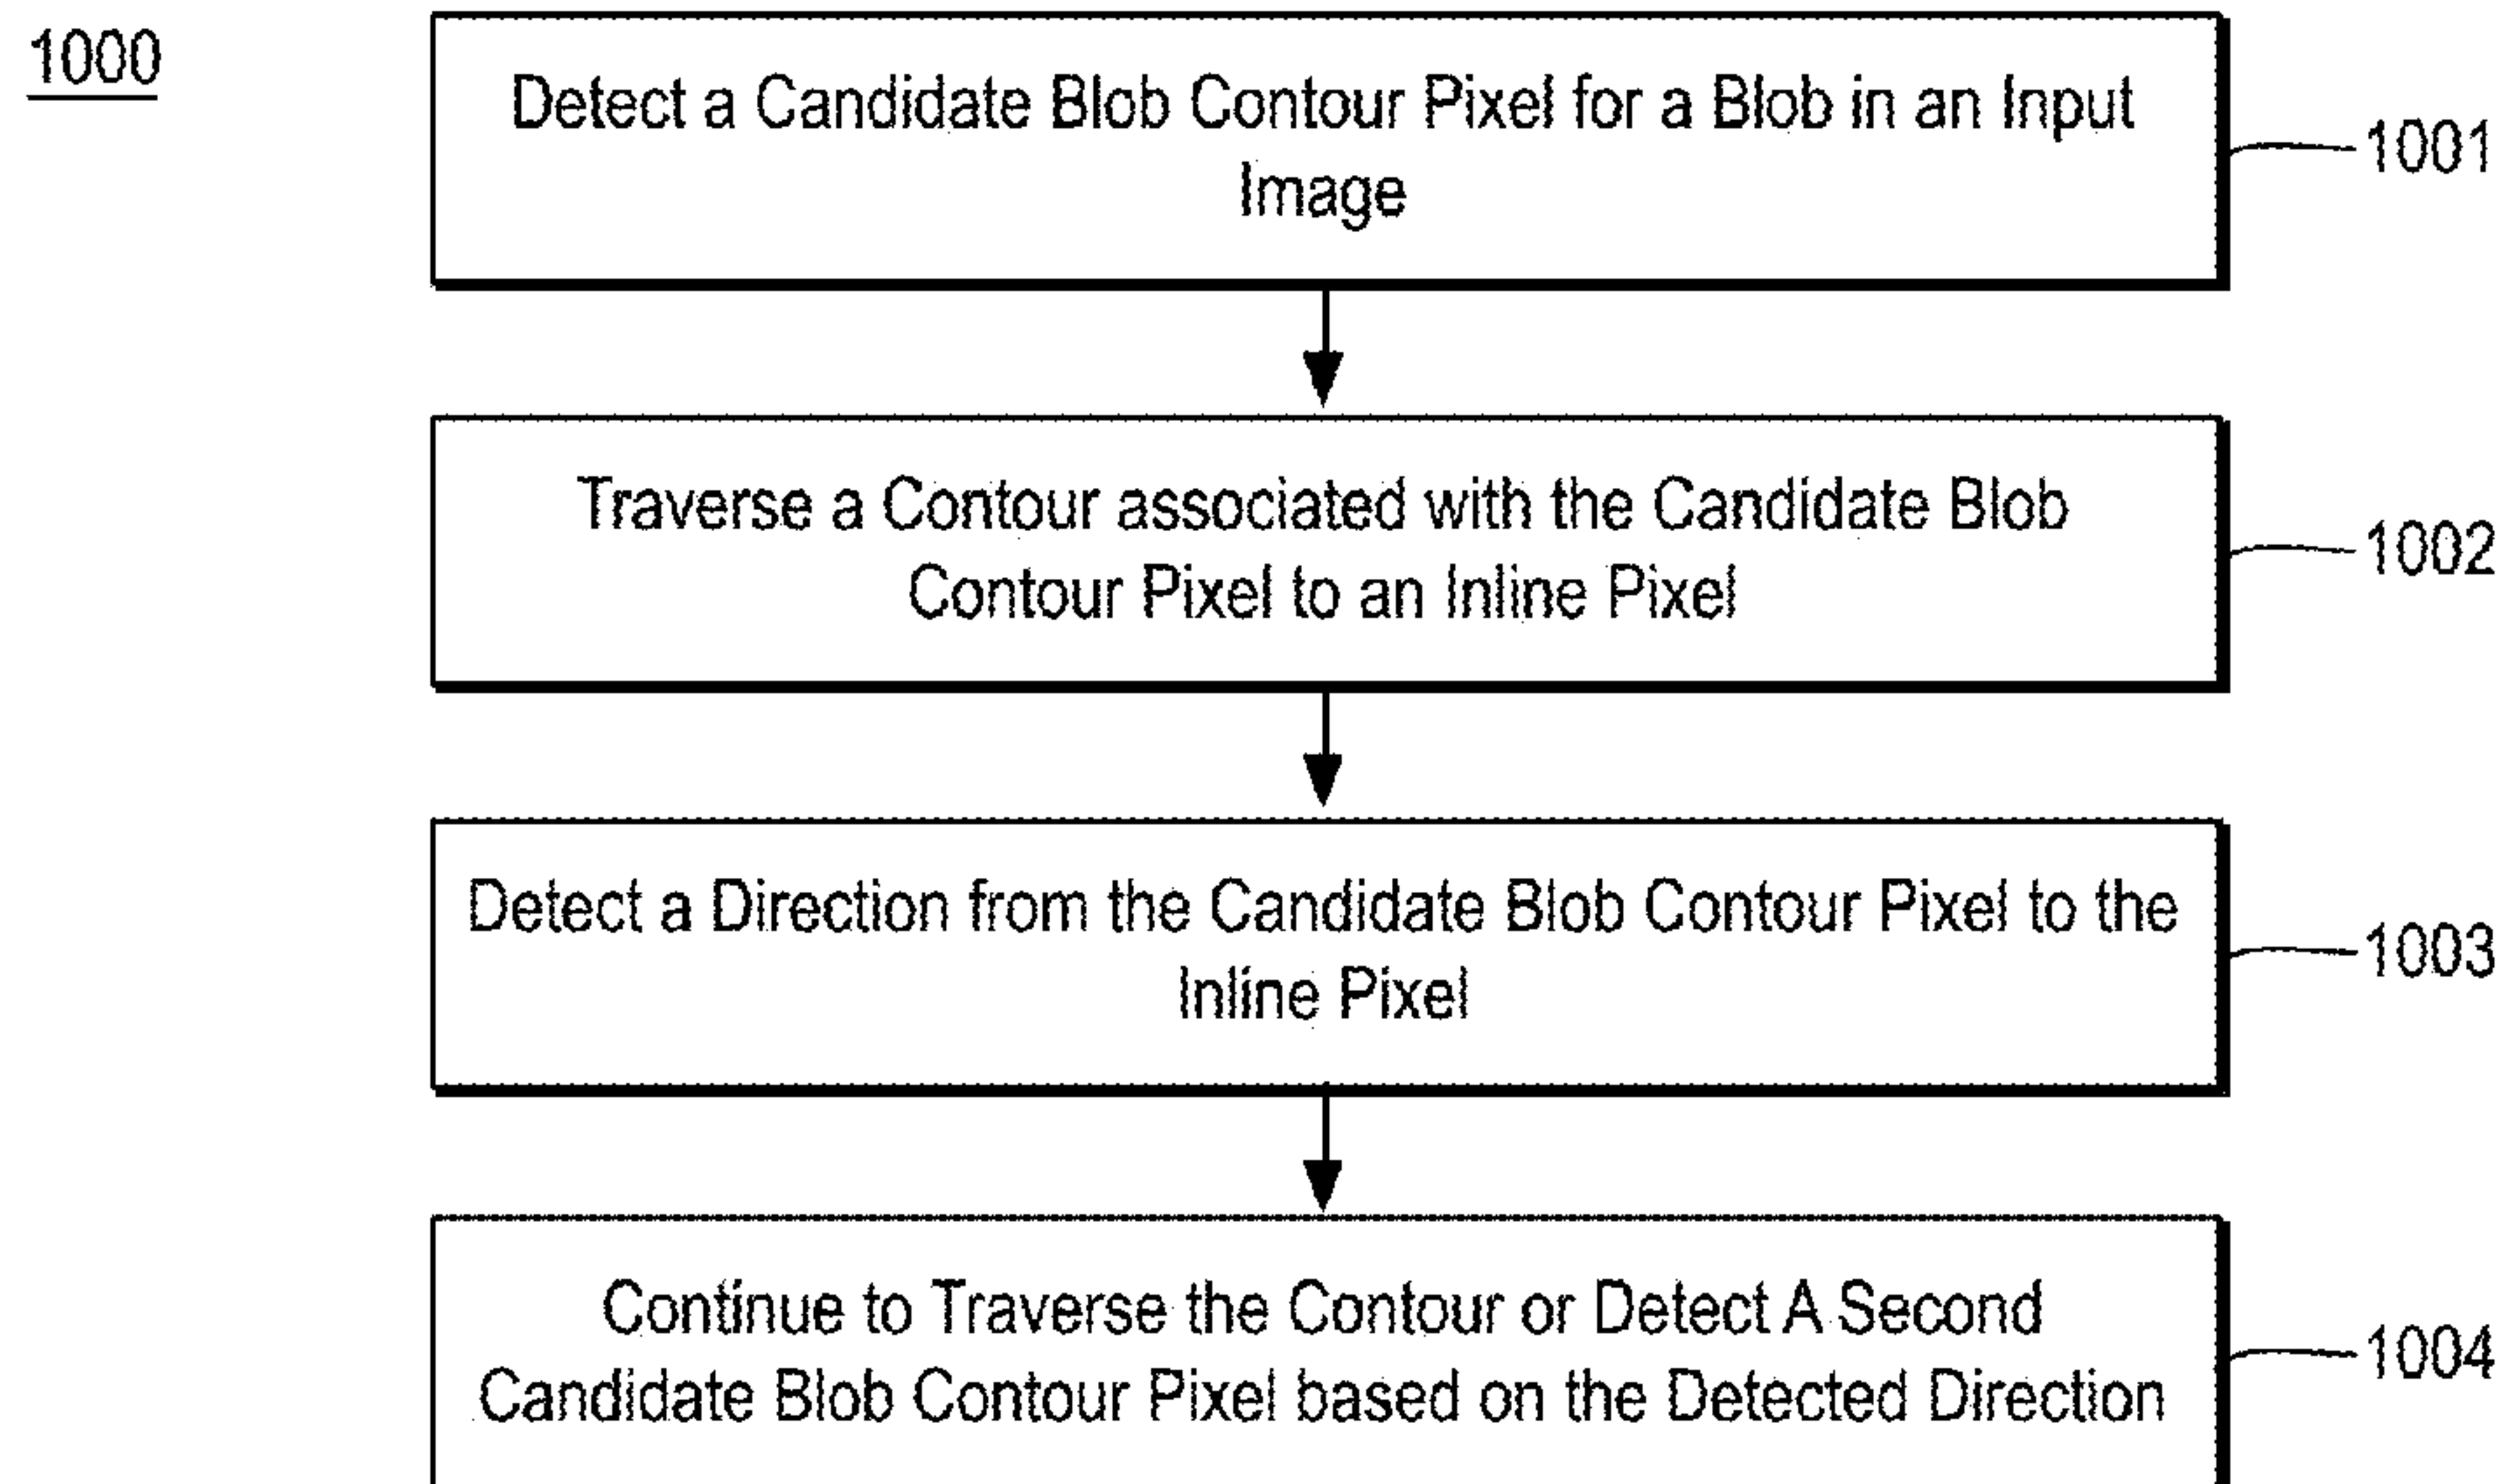 1000
Detect a Candidate Blob Contour Pixel for a Blob in an Input
Image
1001
Traverse a Contour associated with the Candidate Blob
Contour Pixel to an Inline Pixel
1002
Detect a Direction from the Candidate Blob Contour Pixel to the
Inline Pixel
1003
Continue to Traverse the Contour or Detect A Second
Candidate Blob Contour Pixel based on the Detected Direction
1004